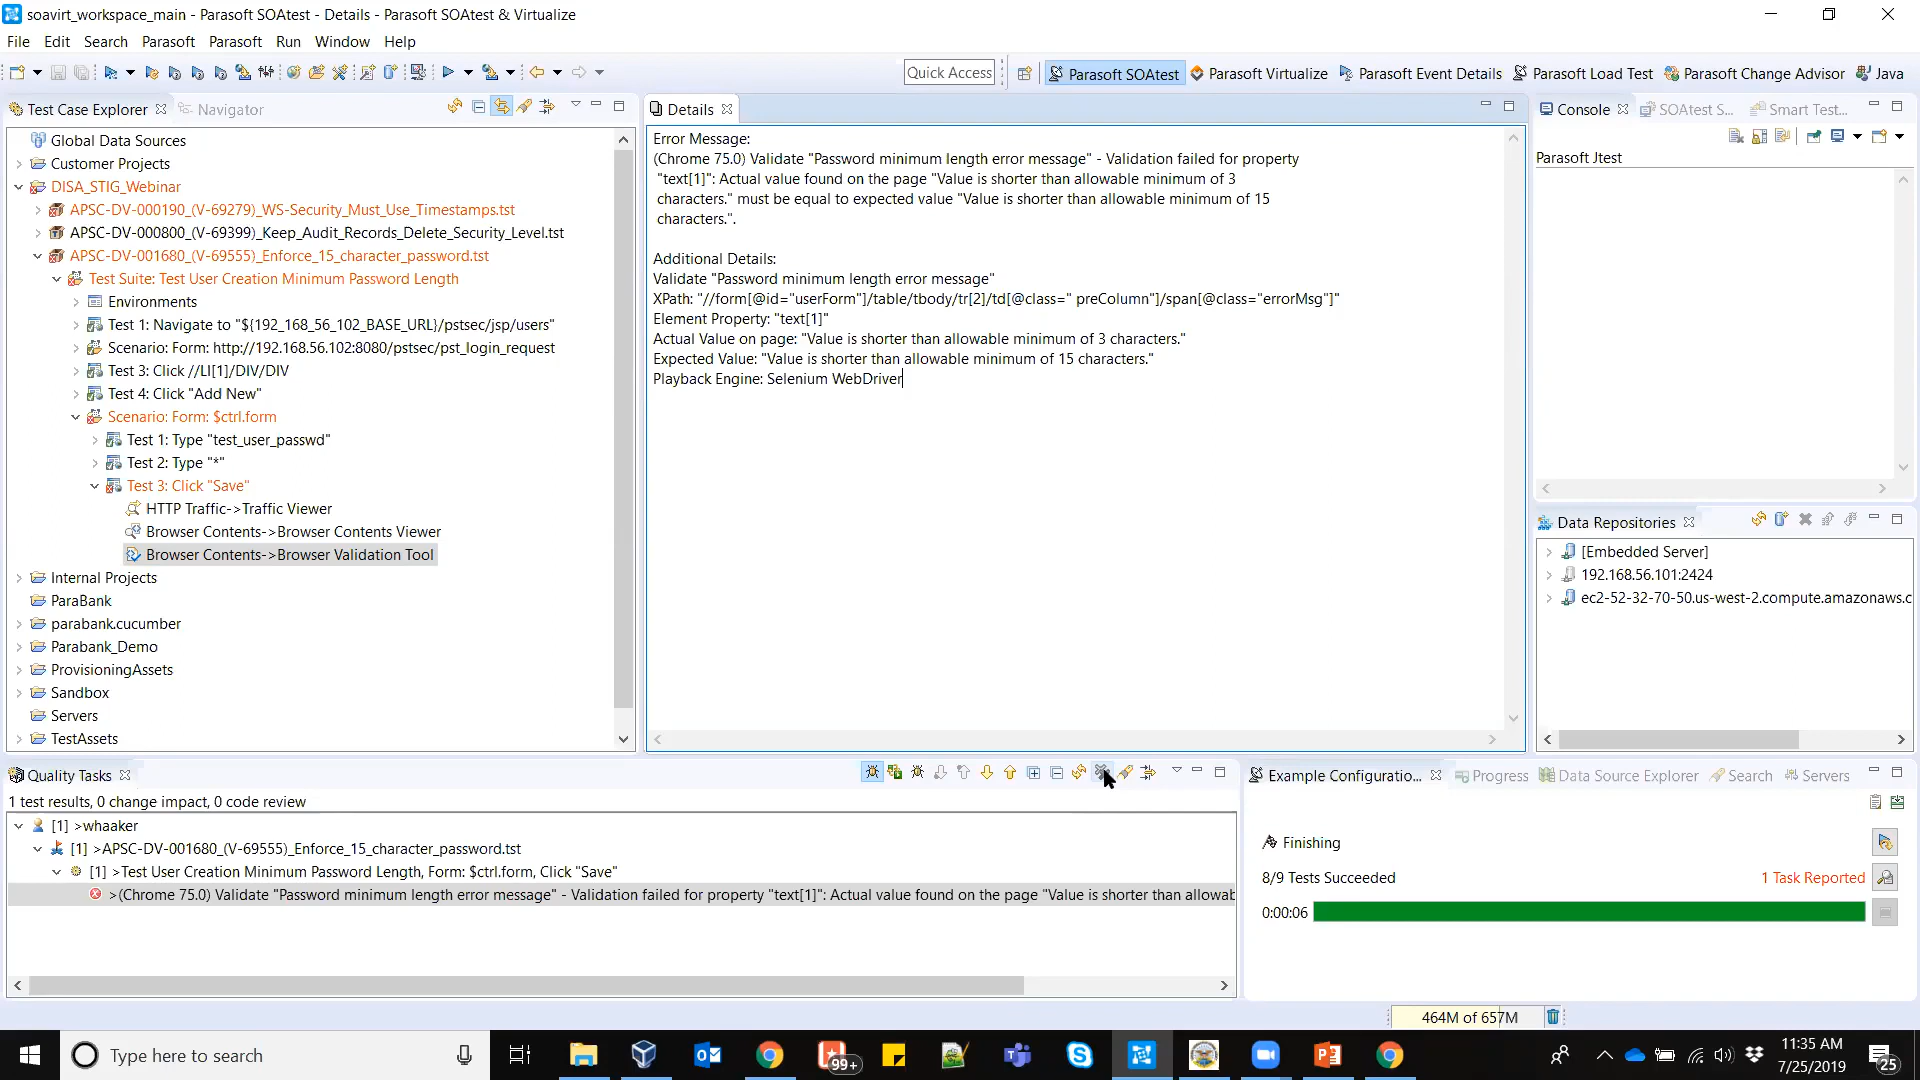 soavirt_workspace_main - Parasoft SOAtest - Details - Parasoft SOAtest & Virtualize
File Edit Search Parasoft Parasoft Run Window Help
Quick Access
Parasoft SOAtest
Parasoft Virtualize
Parasoft Event Details
Parasoft Load Test
Parasoft Change Advisor
Java
Test Case Explorer
Navigator
Global Data Sources
Customer Projects
DISA_STIG_Webinar
APSC-DV-000190_(V-69279)_WS-Security_Must_Use_Timestamps.tst
APSC-DV-000800_(V-69399)_Keep_Audit_Records_Delete_Security_Level.tst
APSC-DV-001680_(V-69555)_Enforce_15_character_password.tst
Test Suite: Test User Creation Minimum Password Length
Environments
Test 1: Navigate to "${192_168_56_102_BASE_URL}/pstsec/jsp/users"
Scenario: Form: http://192.168.56.102:8080/pstsec/pst_login_request
Test 3: Click //LI[1]/DIV/DIV
Test 4: Click "Add New"
Scenario: Form: $ctrl.form
Test 1: Type "test_user_passwd"
Test 2: Type "*"
Test 3: Click "Save"
HTTP Traffic->Traffic Viewer
Browser Contents->Browser Contents Viewer
Browser Contents->Browser Validation Tool
Internal Projects
ParaBank
parabank.cucumber
Parabank_Demo
ProvisioningAssets
Sandbox
Servers
TestAssets
Details
Error Message:
(Chrome 75.0) Validate "Password minimum length error message" - Validation failed for property
"text[1]": Actual value found on the page "Value is shorter than allowable minimum of 3
characters." must be equal to expected value "Value is shorter than allowable minimum of 15
characters.".
Additional Details:
Validate "Password minimum length error message"
XPath: "//form[@id="userForm"]/table/tbody/tr[2]/td[@class=" preColumn"]/span[@class="errorMsg"]"
Element Property: "text[1]"
Actual Value on page: "Value is shorter than allowable minimum of 3 characters."
Expected Value: "Value is shorter than allowable minimum of 15 characters."
Playback Engine: Selenium WebDriver
Console
SOAtest S...
Smart Test...
Parasoft Jtest
Data Repositories
[Embedded Server]
192.168.56.101:2424
ec2-52-32-70-50.us-west-2.compute.amazonaws.c
Quality Tasks
1 test results, 0 change impact, 0 code review
[1] >whaaker
[1] >APSC-DV-001680_(V-69555)_Enforce_15_character_password.tst
[1] >Test User Creation Minimum Password Length, Form: $ctrl.form, Click "Save"
>(Chrome 75.0) Validate "Password minimum length error message" - Validation failed for property "text[1]": Actual value found on the page "Value is shorter than allowab
Example Configuratio...
Progress
Data Source Explorer
Search
Servers
Finishing
8/9 Tests Succeeded
1 Task Reported
0:00:06
464M of 657M
Type here to search
99+
11:35 AM
7/25/2019
25